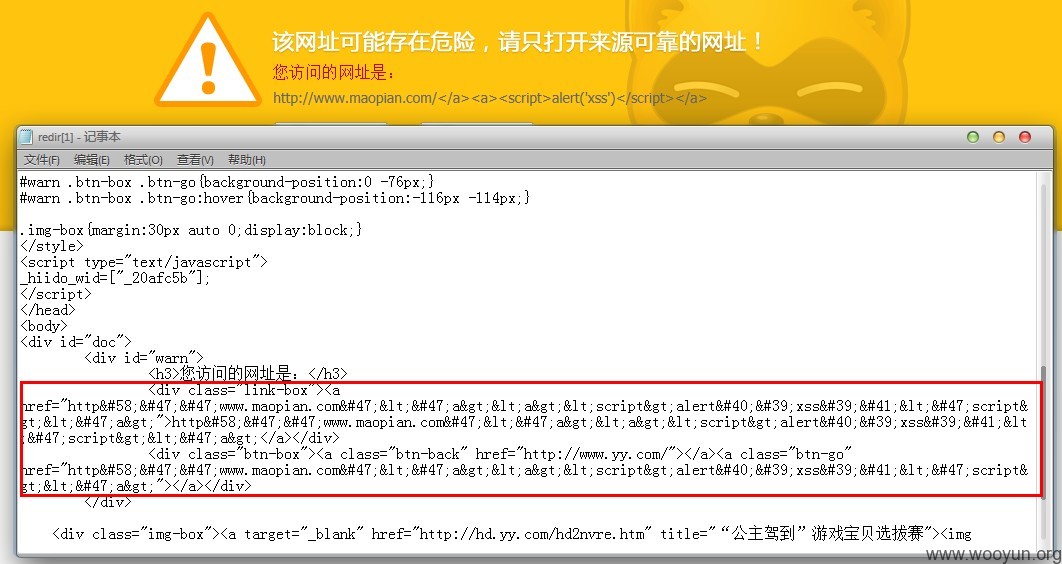 该网址可能存在危险，请只打开来源可靠的网址！
您访问的网址是：
http://www.maopian.com/</a><a><script>alert('xss')</script></a>
redir[1] - 记事本
文件(F) 编辑(E) 格式(O) 查看(V) 帮助(H)
#warn .btn-box .btn-go{background-position:0 -76px;}
#warn .btn-box .btn-go:hover{background-position:-116px -114px;}
.img-box{margin:30px auto 0;display:block;}
</style>
<script type="text/javascript">
_hiido_wid=["_20afc5b"];
</script>
</head>
<body>
<div id="doc">
<div id="warn">
<h3>您访问的网址是：</h3>
<div class="link-box"><a
href="http&#58;&#47;&#47;www.maopian.com&#47;&lt;&#47;a&gt;&lt;a&gt;&lt;script&gt;alert&#40;&#39;xss&#39;&#41;&lt;&#47;script&
gt;&lt;&#47;a&gt;">http&#58;&#47;&#47;www.maopian.com&#47;&lt;&#47;a&gt;&lt;a&gt;&lt;script&gt;alert&#40;&#39;xss&#39;&#41;&lt
;&#47;script&gt;&lt;&#47;a&gt;</a></div>
<div class="btn-box"><a class="btn-back" href="http://www.yy.com/"></a><a class="btn-go"
href="http&#58;&#47;&#47;www.maopian.com&#47;&lt;&#47;a&gt;&lt;a&gt;&lt;script&gt;alert&#40;&#39;xss&#39;&#41;&lt;&#47;script&
gt;&lt;&#47;a&gt;"></a></div>
</div>
<div class="img-box"><a target="_blank" href="http://hd.yy.com/hd2nvre.htm" title="“公主驾到”游戏宝贝选拔赛"><img
www.wooyun.org